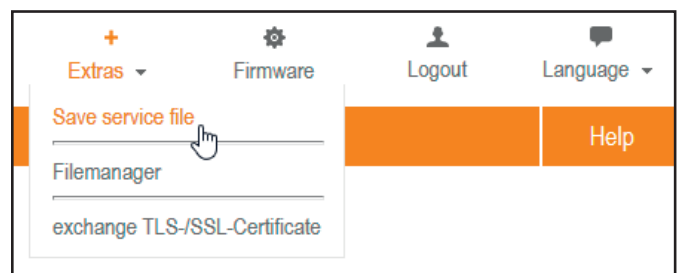 Extras
Firmware
Logout
Language
Save service file
Help
Filemanager
exchange TLS-/SSL-Certificate